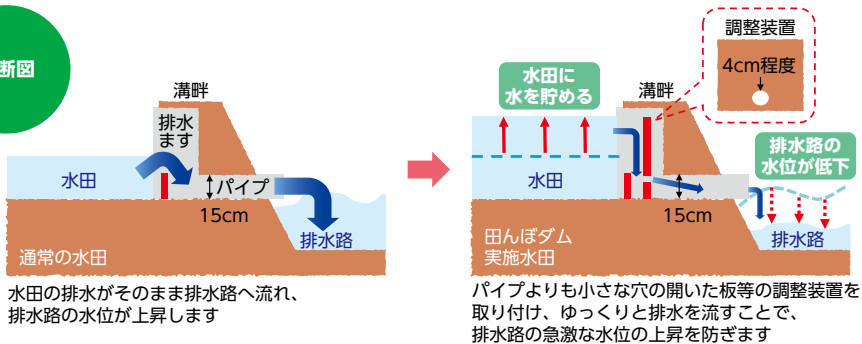 断図
溝畔
排水
ます
水田
パイプ
15cm
排水路
通常の水田
水田の排水がそのまま排水路へ流れ、
排水路の水位が上昇します
調整装置
4cm程度
水田に
水を貯める
溝畔
排水路の
水位が低下
水田
15cm
排水路
田んぼダム
実施水田
パイプよりも小さな穴の開いた板等の調整装置を
取り付け、ゆっくりと排水を流すことで、
排水路の急激な水位の上昇を防ぎます